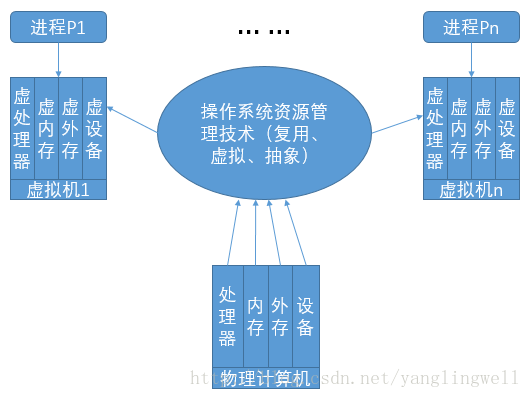 进程P1
... ...
进程Pn
虚处理器
虚内存
虚外存
虚设备
虚拟机1
操作系统资源管
理技术（复用、
虚拟、抽象）
虚处理器
虚内存
虚外存
虚设备
虚拟机n
处理器
内存
外存
设备
物理计算机
csdn.net/yanglingwell